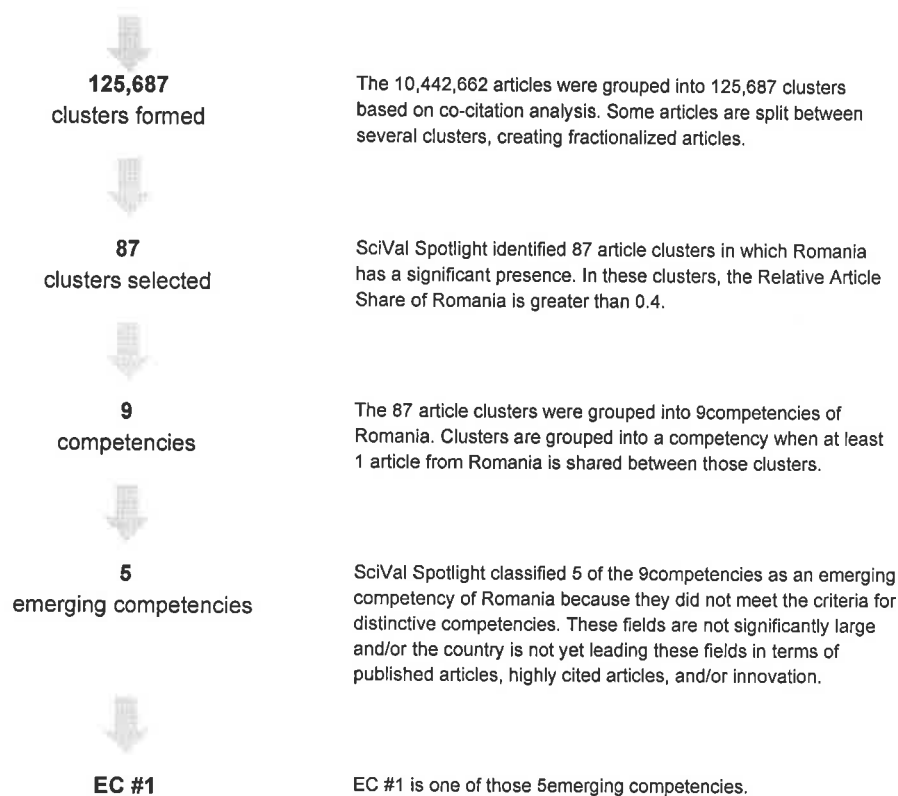 125,687
clusters formed
The 10,442,662 articles were grouped into 125,687 clusters
based on co-citation analysis. Some articles are split between
several clusters, creating fractionalized articles.
87
clusters selected
SciVal Spotlight identified 87 article clusters in which Romania
has a significant presence. In these clusters, the Relative Article
Share of Romania is greater than 0.4.
9
competencies
The 87 article clusters were grouped into 9competencies of
Romania. Clusters are grouped into a competency when at least
1 article from Romania is shared between those clusters.
5
emerging competencies
SciVal Spotlight classified 5 of the 9competencies as an emerging
competency of Romania because they did not meet the criteria for
distinctive competencies. These fields are not significantly large
and/or the country is not yet leading these fields in terms of
published articles, highly cited articles, and/or innovation.
EC #1
EC #1 is one of those 5emerging competencies.